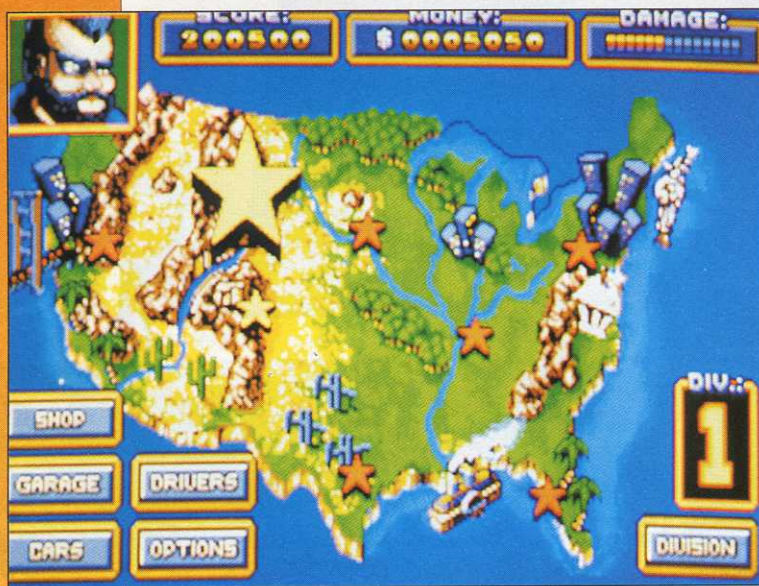 SCORE: MONEY: DAMAGE:
200500 $ 0005050
DIV.:
1
SHOP
GARAGE DRIVERS
CARS OPTIONS DIVISION